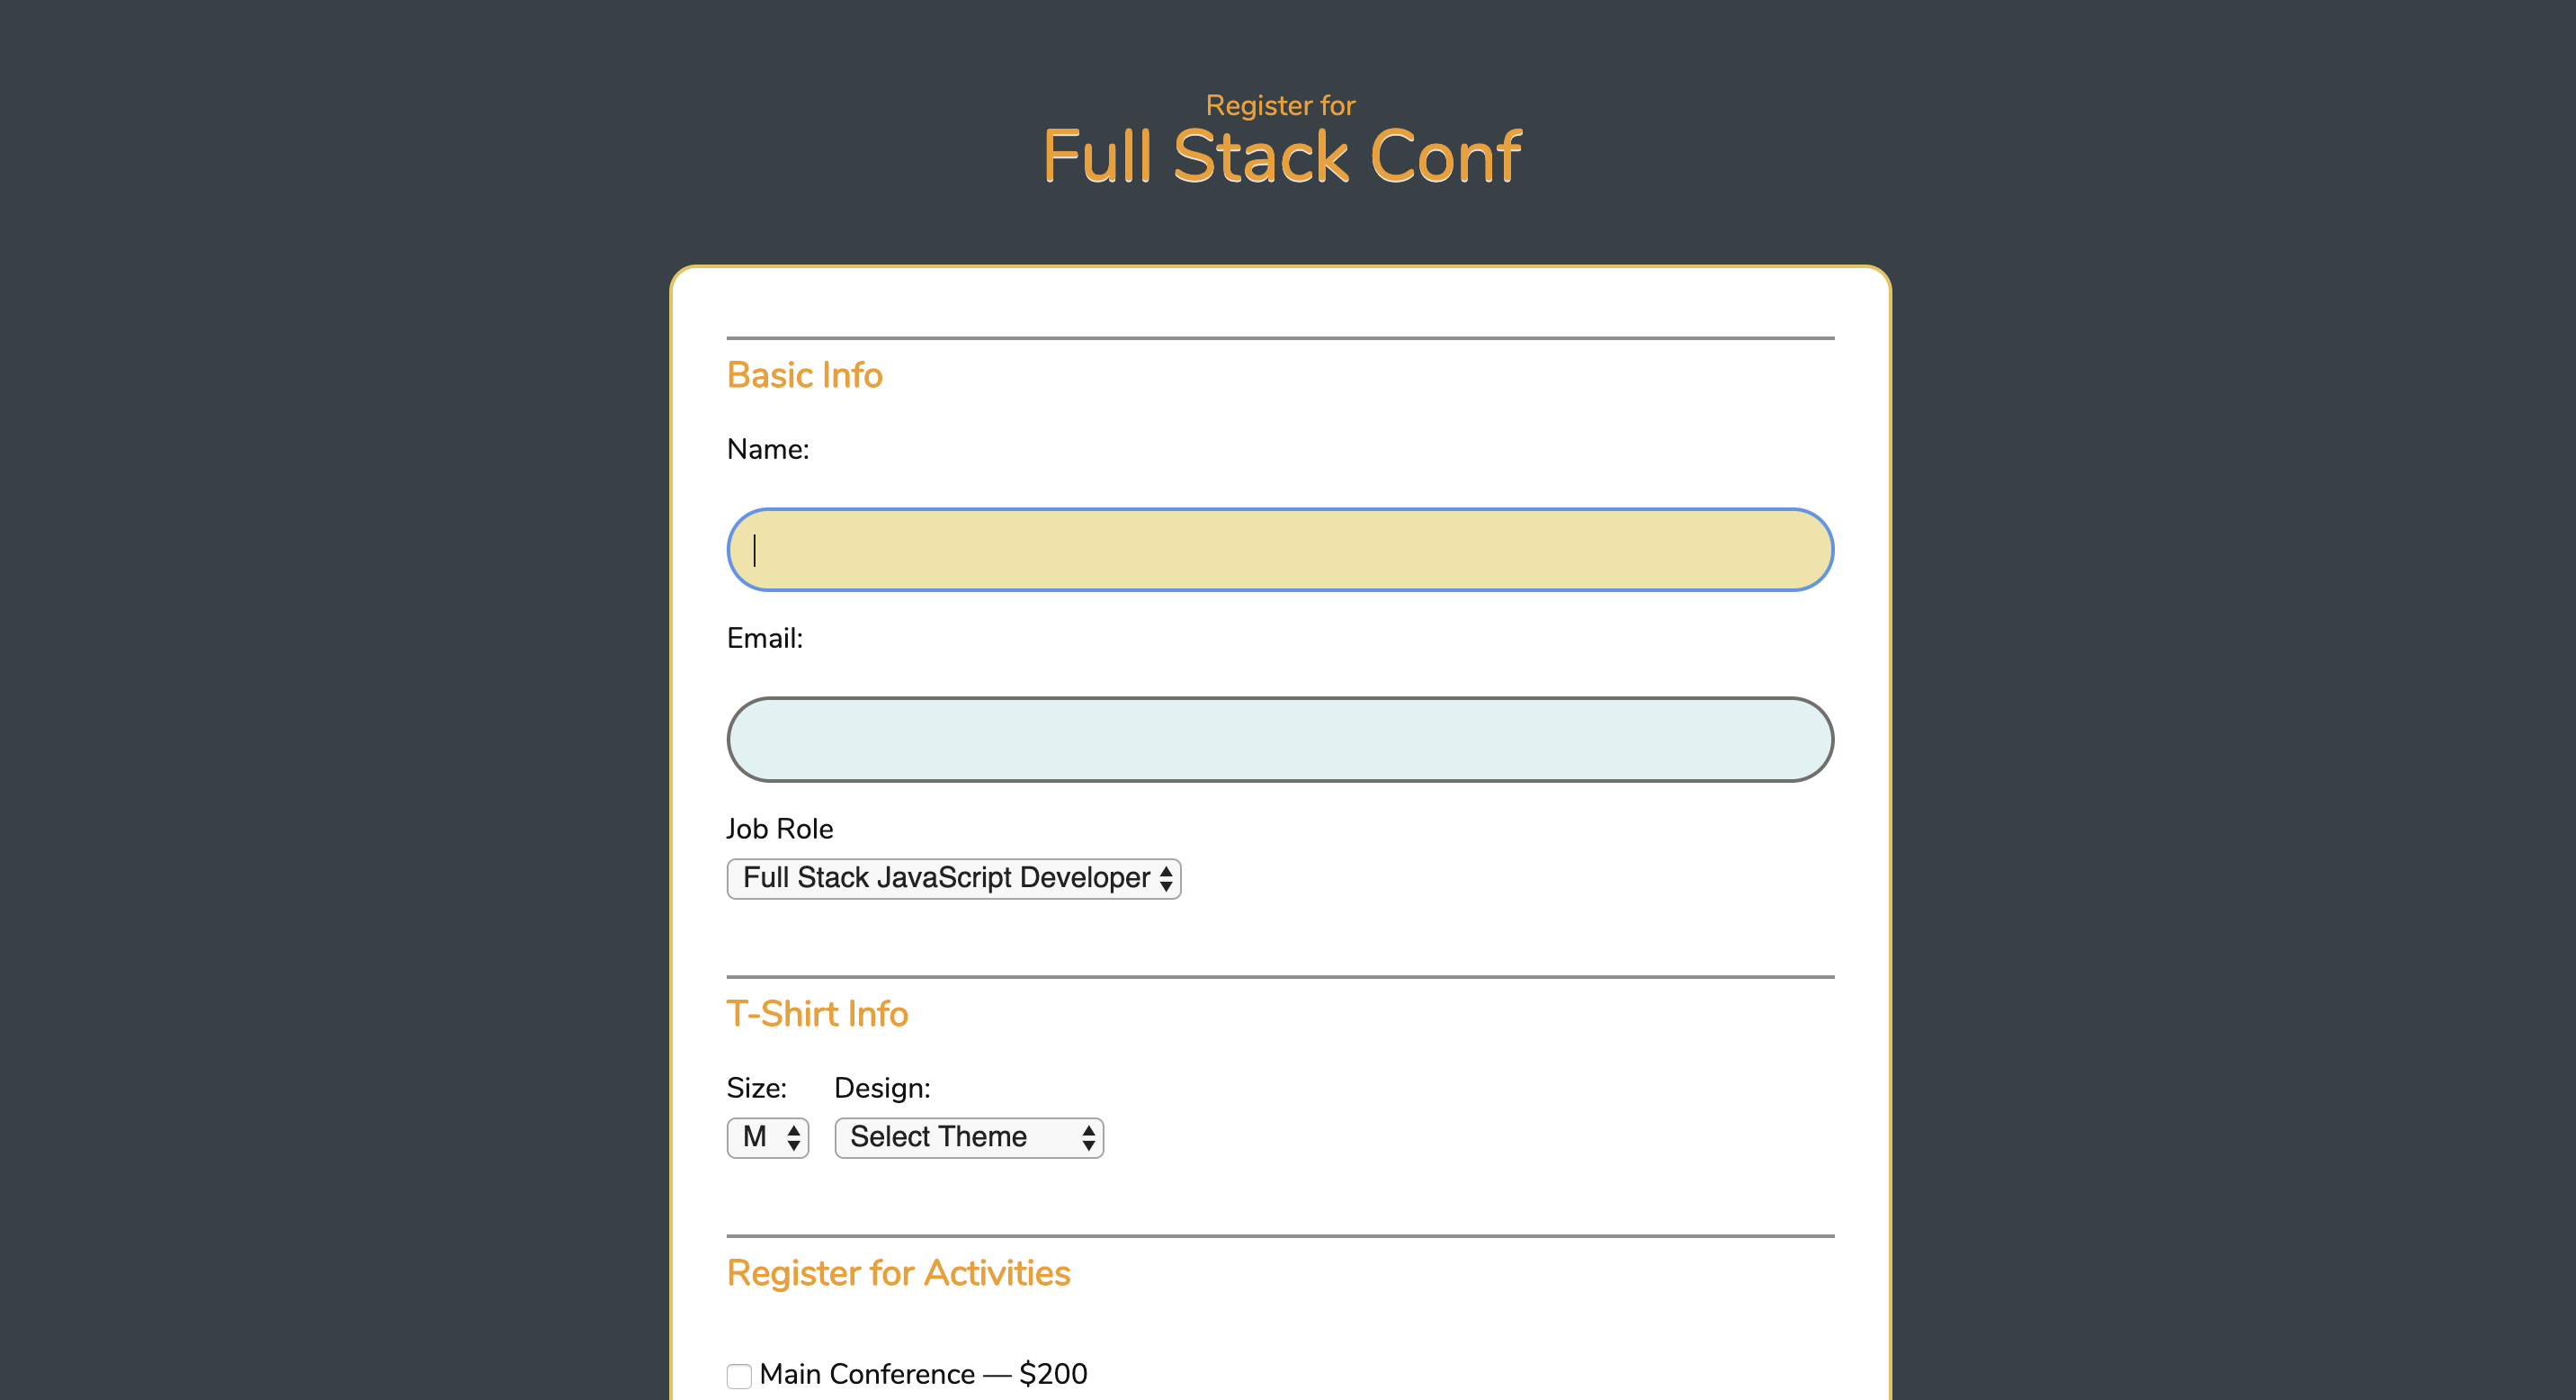 Register for
Full Stack Conf
Basic Info
Name:
Email:
Job Role
Full Stack JavaScript Developer
T-Shirt Info
Size: Design:
M Select Theme
Register for Activities
Main Conference — $200